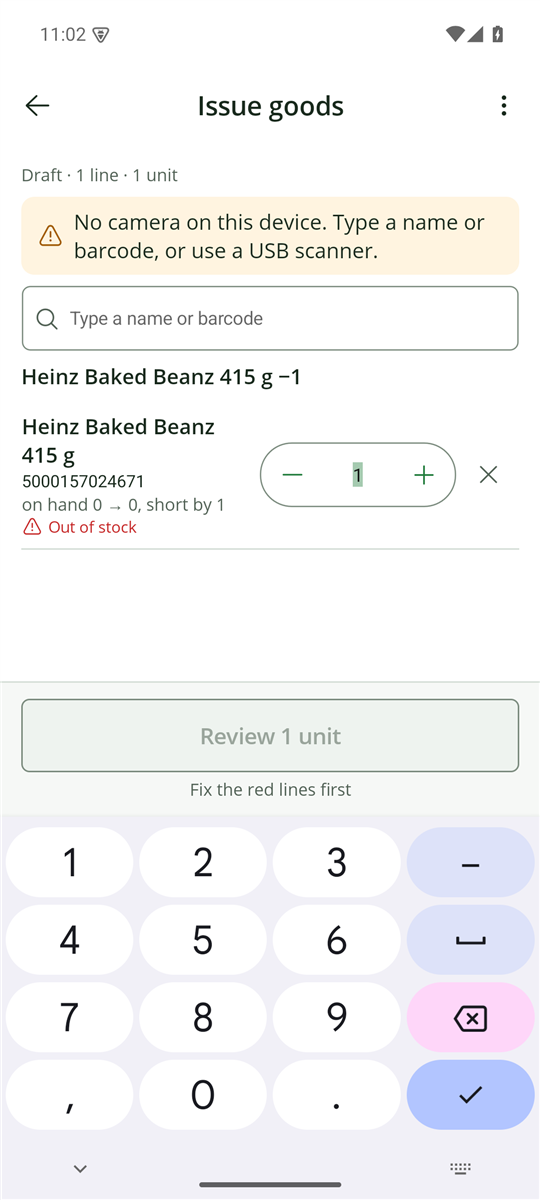 11:02
Issue goods
Draft · 1 line · 1 unit
No camera on this device. Type a name or
barcode, or use a USB scanner.
Type a name or barcode
Heinz Baked Beanz 415 g −1
Heinz Baked Beanz
415 g
5000157024671
on hand 0 → 0, short by 1
Out of stock
1
Review 1 unit
Fix the red lines first
1 2 3 –
4 5 6
7 8 9
, 0 .